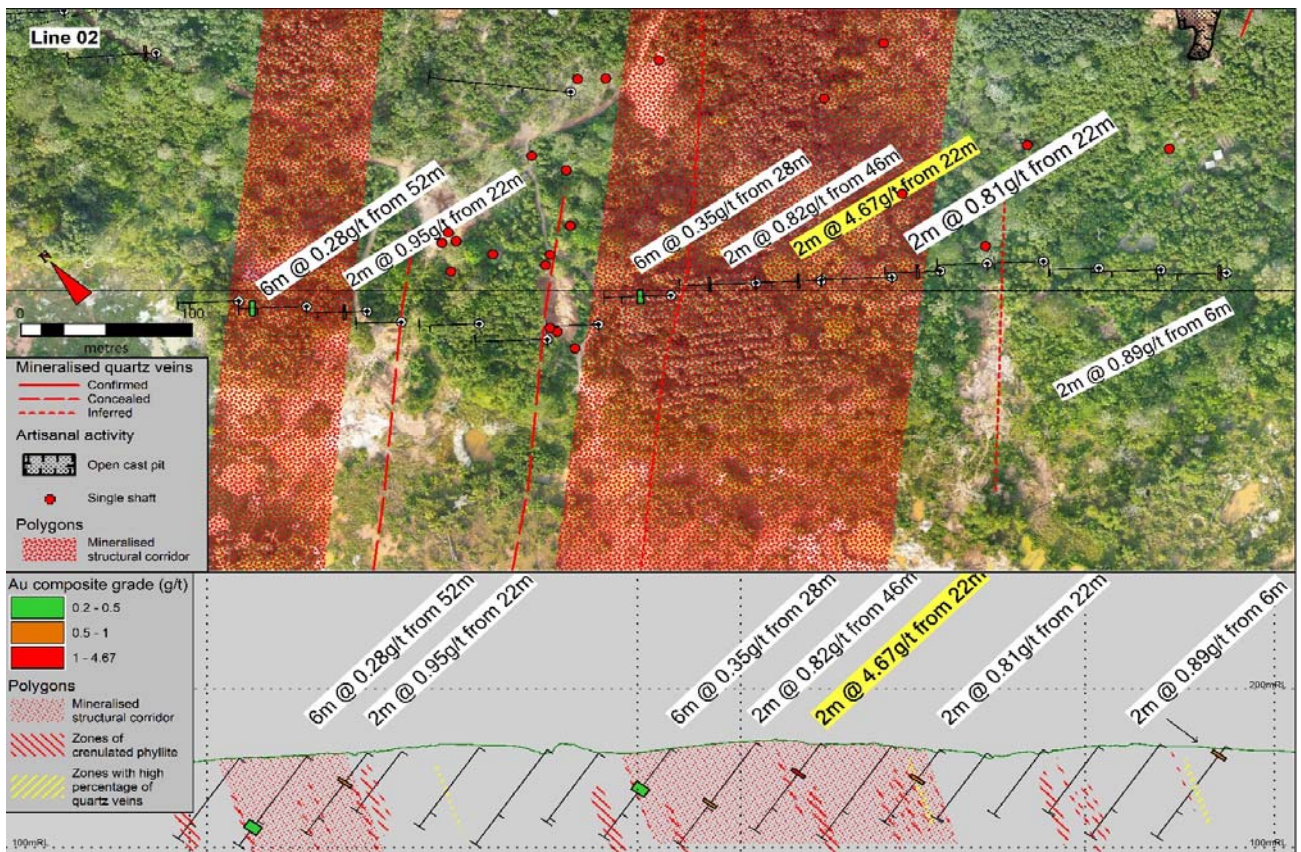 Line 02
6m @ 0.28g/t from 52m
2m @ 0.95g/t from 22m
6m @ 0.35g/t from 28m
2m @ 0.82g/t from 46m
2m @ 4.67g/t from 22m
2m @ 0.81g/t from 22m
2m @ 0.89g/t from 6m
N
0 100
metres
Mineralised quartz veins
Confirmed
Concealed
Inferred
Artisanal activity
Open cast pit
Single shaft
Polygons
Mineralised
structural corridor
Au composite grade (g/t)
0.2 - 0.5
0.5 - 1
1 - 4.67
Polygons
Mineralised
structural corridor
Zones of
crenulated phyllite
Zones with high
percentage of
quartz veins
6m @ 0.28g/t from 52m
2m @ 0.95g/t from 22m
6m @ 0.35g/t from 28m
2m @ 0.82g/t from 46m
2m @ 4.67g/t from 22m
2m @ 0.81g/t from 22m
2m @ 0.89g/t from 6m
200mRL
100mRL
100mRL